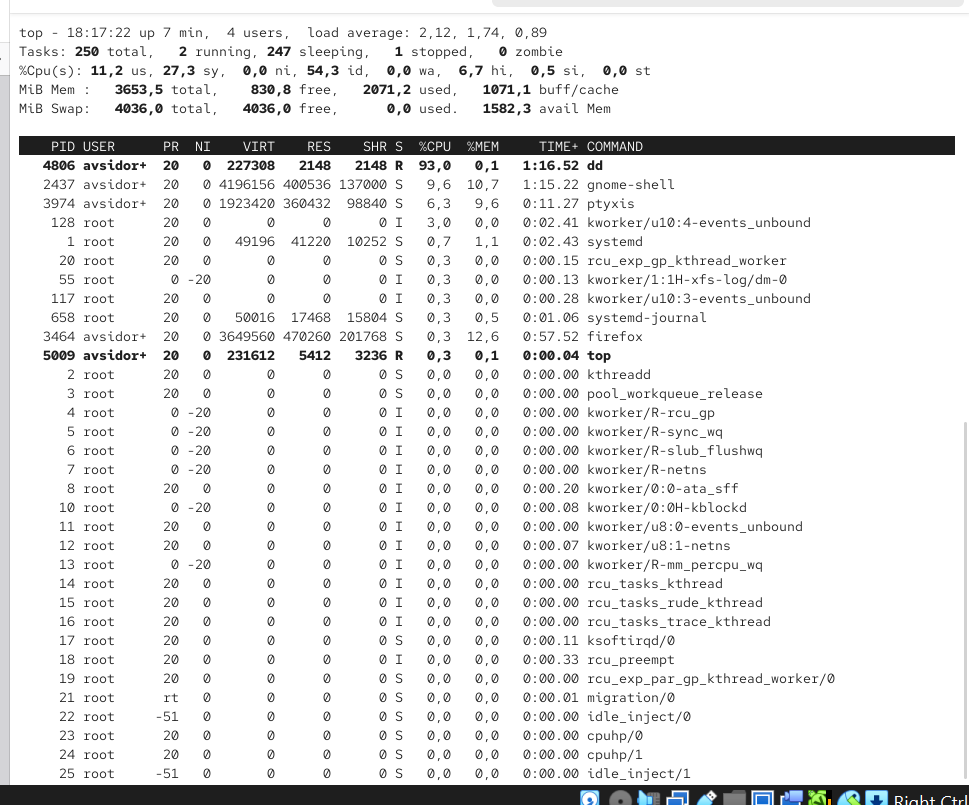 top - 18:17:22 up 7 min,  4 users,  load average: 2,12, 1,74, 0,89
Tasks: 250 total,   2 running, 247 sleeping,   1 stopped,   0 zombie
%Cpu(s): 11,2 us, 27,3 sy,  0,0 ni, 54,3 id,  0,0 wa,  6,7 hi,  0,5 si,  0,0 st
MiB Mem :   3653,5 total,    830,8 free,   2071,2 used,   1071,1 buff/cache
MiB Swap:   4036,0 total,   4036,0 free,      0,0 used.   1582,3 avail Mem
PID USER      PR  NI    VIRT    RES    SHR S  %CPU  %MEM     TIME+ COMMAND
4806 avsidor+  20   0  227308   2148   2148 R  93,0   0,1   1:16.52 dd
2437 avsidor+  20   0 4196156 400536 137000 S   9,6  10,7   1:15.22 gnome-shell
3974 avsidor+  20   0 1923420 360432  98840 S   6,3   9,6   0:11.27 ptyxis
128 root      20   0       0      0      0 I   3,0   0,0   0:02.41 kworker/u10:4-events_unbound
1 root      20   0   49196  41220  10252 S   0,7   1,1   0:02.43 systemd
20 root      20   0       0      0      0 S   0,3   0,0   0:00.15 rcu_exp_gp_kthread_worker
55 root       0 -20       0      0      0 I   0,3   0,0   0:00.13 kworker/1:1H-xfs-log/dm-0
117 root      20   0       0      0      0 I   0,3   0,0   0:00.28 kworker/u10:3-events_unbound
658 root      20   0   50016  17468  15804 S   0,3   0,5   0:01.06 systemd-journal
3464 avsidor+  20   0 3649560 470260 201768 S   0,3  12,6   0:57.52 firefox
5009 avsidor+  20   0  231612   5412   3236 R   0,3   0,1   0:00.04 top
2 root      20   0       0      0      0 S   0,0   0,0   0:00.00 kthreadd
3 root      20   0       0      0      0 S   0,0   0,0   0:00.00 pool_workqueue_release
4 root       0 -20       0      0      0 I   0,0   0,0   0:00.00 kworker/R-rcu_gp
5 root       0 -20       0      0      0 I   0,0   0,0   0:00.00 kworker/R-sync_wq
6 root       0 -20       0      0      0 I   0,0   0,0   0:00.00 kworker/R-slub_flushwq
7 root       0 -20       0      0      0 I   0,0   0,0   0:00.00 kworker/R-netns
8 root      20   0       0      0      0 I   0,0   0,0   0:00.20 kworker/0:0-ata_sff
10 root       0 -20       0      0      0 I   0,0   0,0   0:00.08 kworker/0:0H-kblockd
11 root      20   0       0      0      0 I   0,0   0,0   0:00.00 kworker/u8:0-events_unbound
12 root      20   0       0      0      0 I   0,0   0,0   0:00.07 kworker/u8:1-netns
13 root       0 -20       0      0      0 I   0,0   0,0   0:00.00 kworker/R-mm_percpu_wq
14 root      20   0       0      0      0 I   0,0   0,0   0:00.00 rcu_tasks_kthread
15 root      20   0       0      0      0 I   0,0   0,0   0:00.00 rcu_tasks_rude_kthread
16 root      20   0       0      0      0 I   0,0   0,0   0:00.00 rcu_tasks_trace_kthread
17 root      20   0       0      0      0 S   0,0   0,0   0:00.11 ksoftirqd/0
18 root      20   0       0      0      0 I   0,0   0,0   0:00.33 rcu_preempt
19 root      20   0       0      0      0 S   0,0   0,0   0:00.00 rcu_exp_par_gp_kthread_worker/0
21 root      rt   0       0      0      0 S   0,0   0,0   0:00.01 migration/0
22 root     -51   0       0      0      0 S   0,0   0,0   0:00.00 idle_inject/0
23 root      20   0       0      0      0 S   0,0   0,0   0:00.00 cpuhp/0
24 root      20   0       0      0      0 S   0,0   0,0   0:00.00 cpuhp/1
25 root     -51   0       0      0      0 S   0,0   0,0   0:00.00 idle_inject/1
Right Ctrl